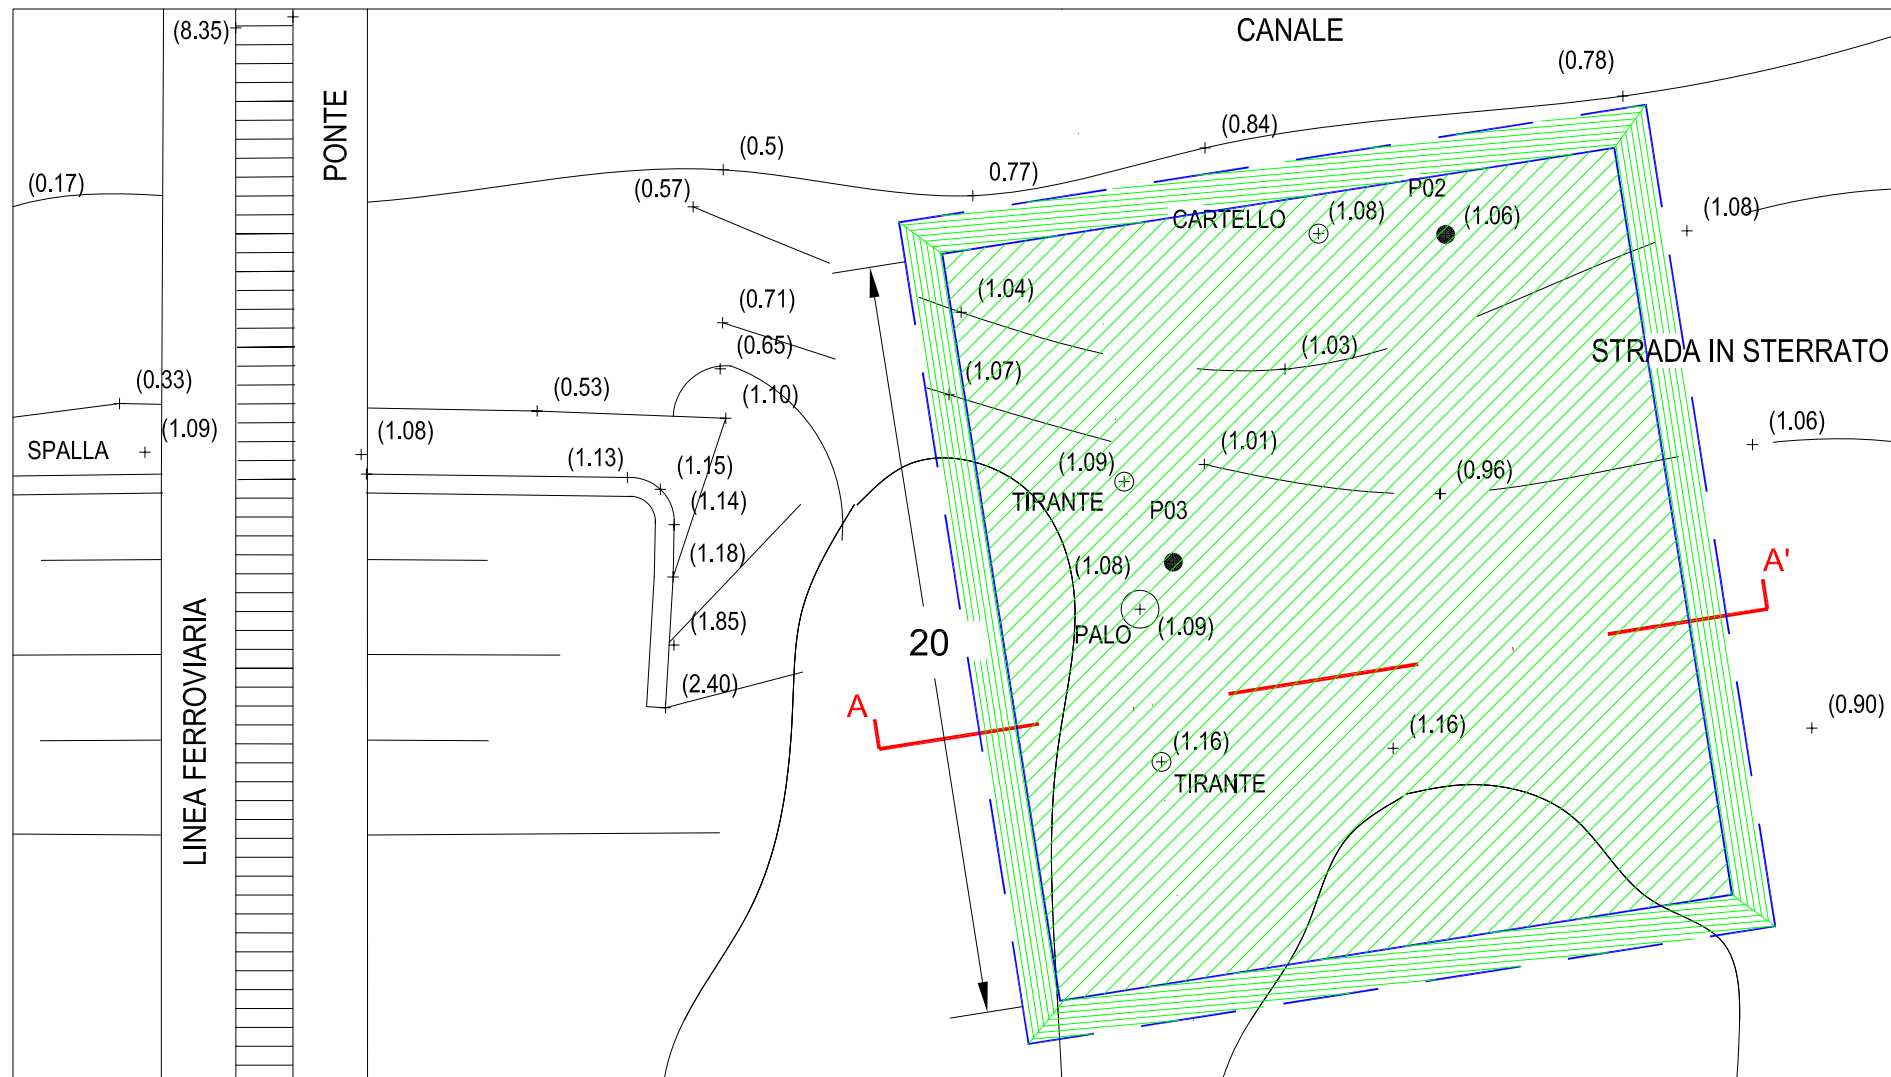 (8.35)
CANALE
(0.78)
PONTE
(0.84)
(0.5)
0.77)
(0.17)
(0.57)
P02
CARTELLO
(1.08)
(1.06)
(1.08)
(1.04)
(0.71)
(0.65)
(1.03)
STRADA IN STERRATO
(0.33)
(0.53)
(1.10)
(1.07)
(1.09)
(1.08)
(1.06)
SPALLA
(1.13)
(1.15)
(1.09)
(1.01)
(0.96)
TIRANTE
P03
(1.14)
(1.18)
(1.08)
A'
LINEA FERROVIARIA
(1.85)
20
PALO
(1.09)
(2.40)
A
(0.90)
(1.16)
(1.16)
TIRANTE